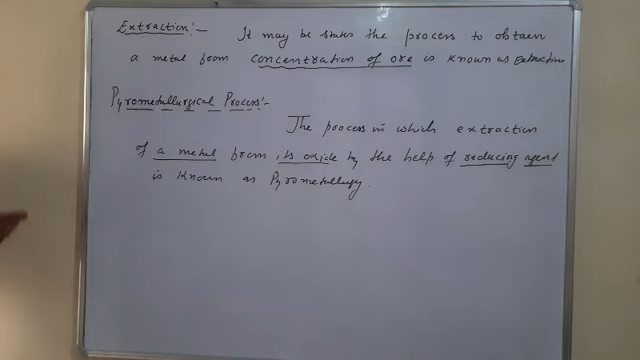 Extraction:- It may be states the process to obtain
a metal from concentration of ore is known as Extraction
Pyrometallurgical Process:-
The process in which extraction
of a metal from its oxide by the help of reducing agent
is known as Pyrometallugy.